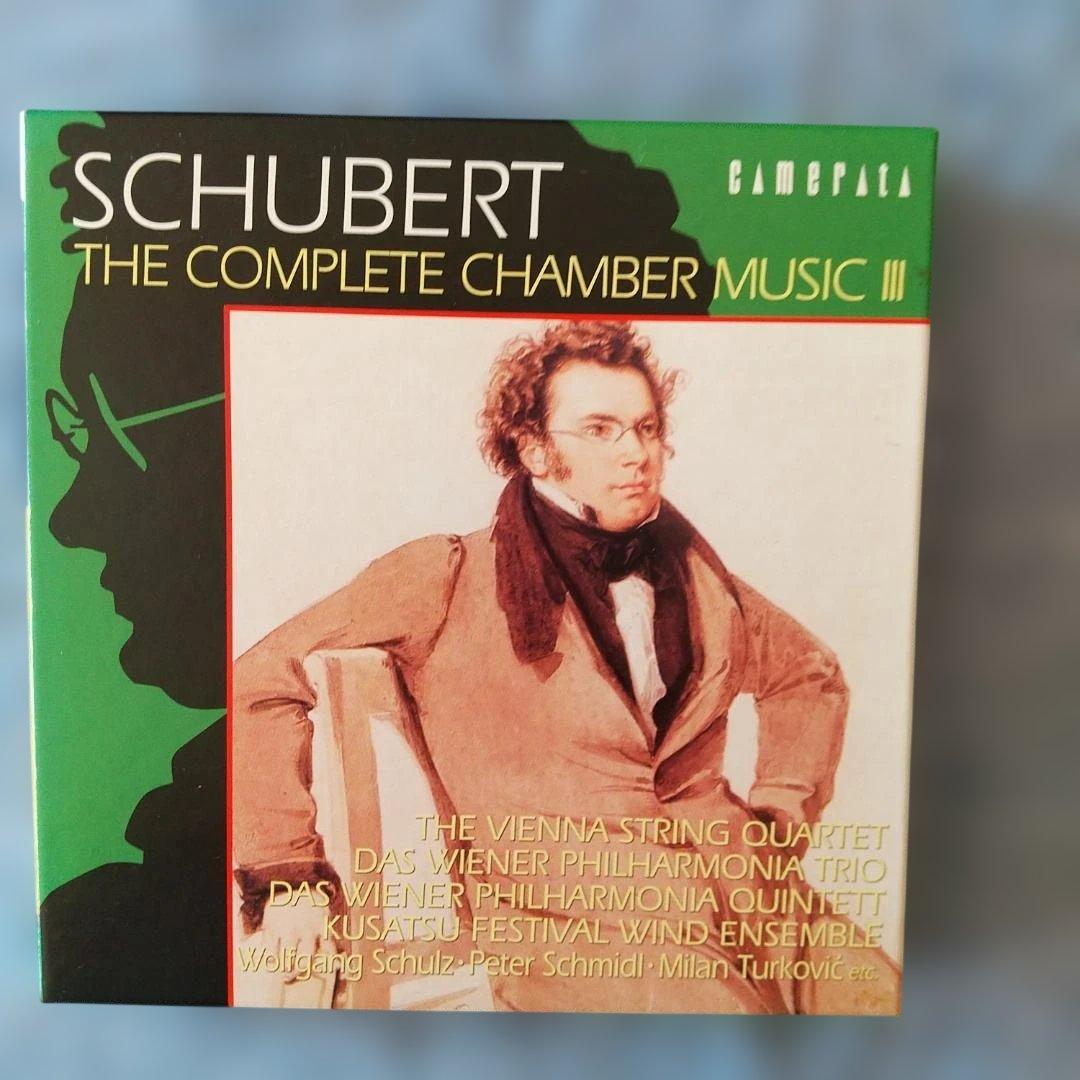 SCHUBERT
camerata
THE COMPLETE CHAMBER MUSIC III
THE VIENNA STRING QUARTET
DAS WIENER PHILHARMONIA TRIO
DAS WIENER PHILHARMONIA QUINTETT
KUSATSU FESTIVAL WIND ENSEMBLE
Wolfgang Schulz·Peter Schmidl·Milan Turkovič etc.